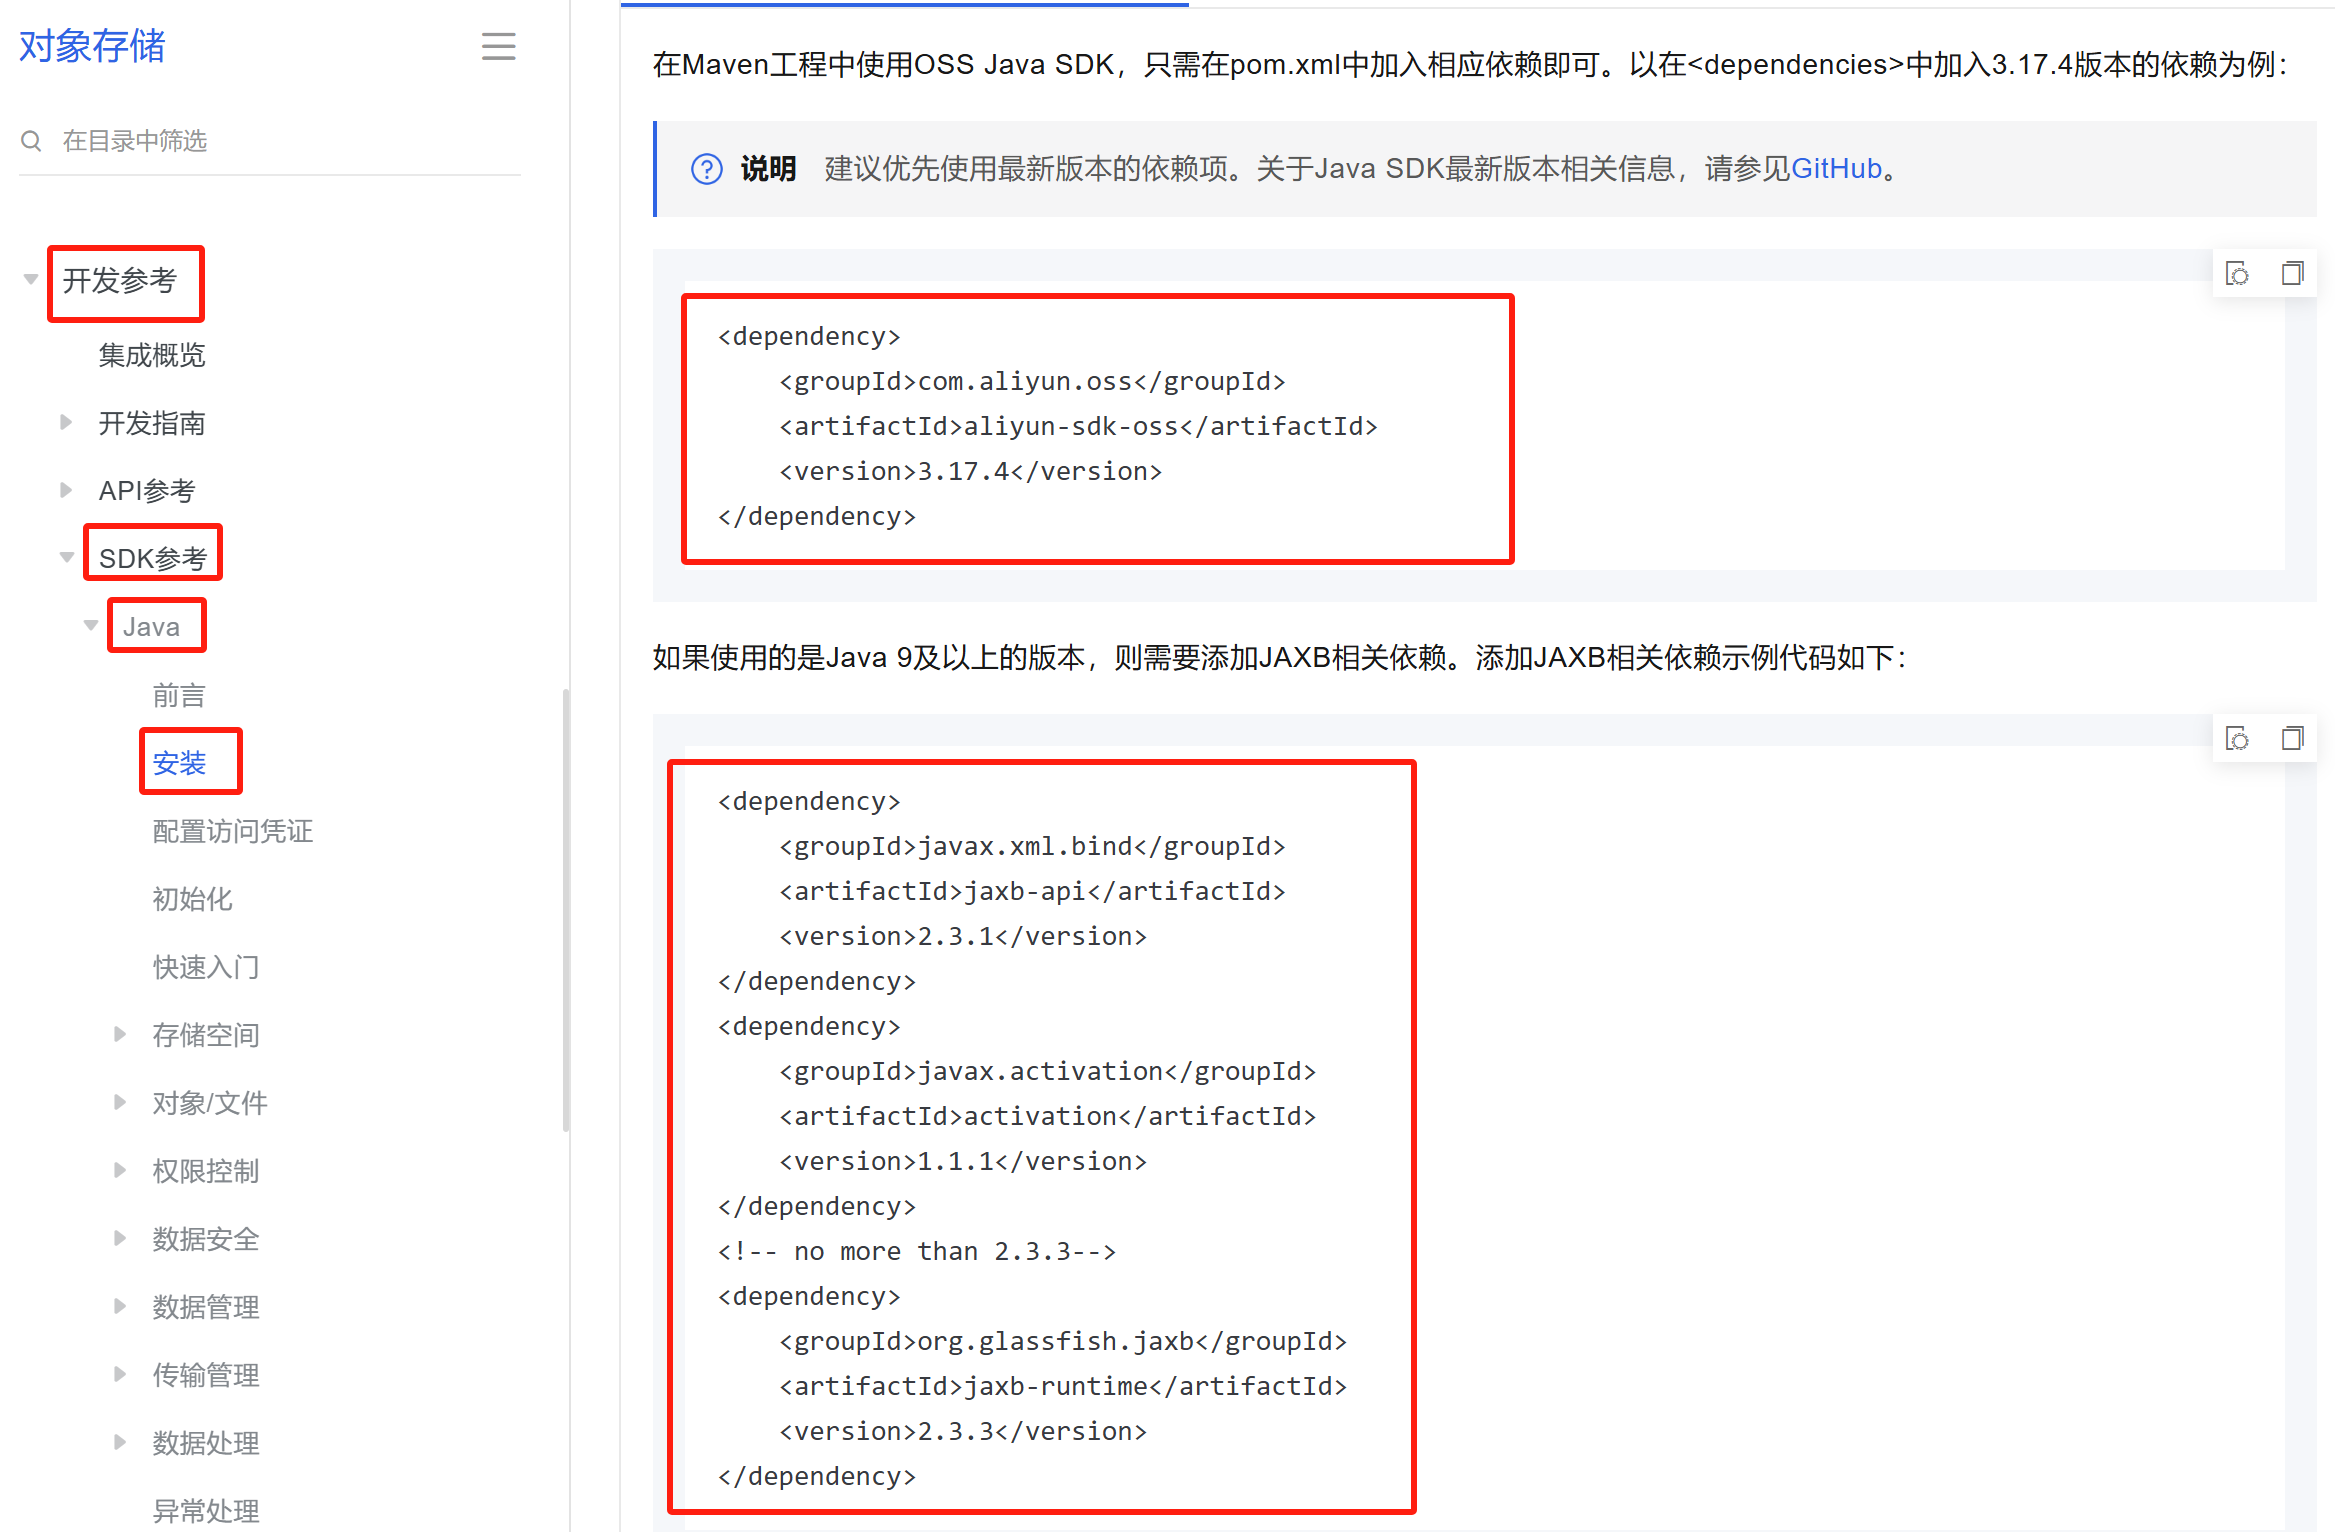 对象存储
在目录中筛选
开发参考
集成概览
开发指南
API参考
SDK参考
Java
前言
安装
配置访问凭证
初始化
快速入门
存储空间
对象/文件
权限控制
数据安全
数据管理
传输管理
数据处理
异常处理
在Maven工程中使用OSS Java SDK，只需在pom.xml中加入相应依赖即可。以在<dependencies>中加入3.17.4版本的依赖为例：
说明 建议优先使用最新版本的依赖项。关于Java SDK最新版本相关信息，请参见GitHub。
<dependency>
    <groupId>com.aliyun.oss</groupId>
    <artifactId>aliyun-sdk-oss</artifactId>
    <version>3.17.4</version>
</dependency>
如果使用的是Java 9及以上的版本，则需要添加JAXB相关依赖。添加JAXB相关依赖示例代码如下：
<dependency>
    <groupId>javax.xml.bind</groupId>
    <artifactId>jaxb-api</artifactId>
    <version>2.3.1</version>
</dependency>
<dependency>
    <groupId>javax.activation</groupId>
    <artifactId>activation</artifactId>
    <version>1.1.1</version>
</dependency>
<!-- no more than 2.3.3-->
<dependency>
    <groupId>org.glassfish.jaxb</groupId>
    <artifactId>jaxb-runtime</artifactId>
    <version>2.3.3</version>
</dependency>